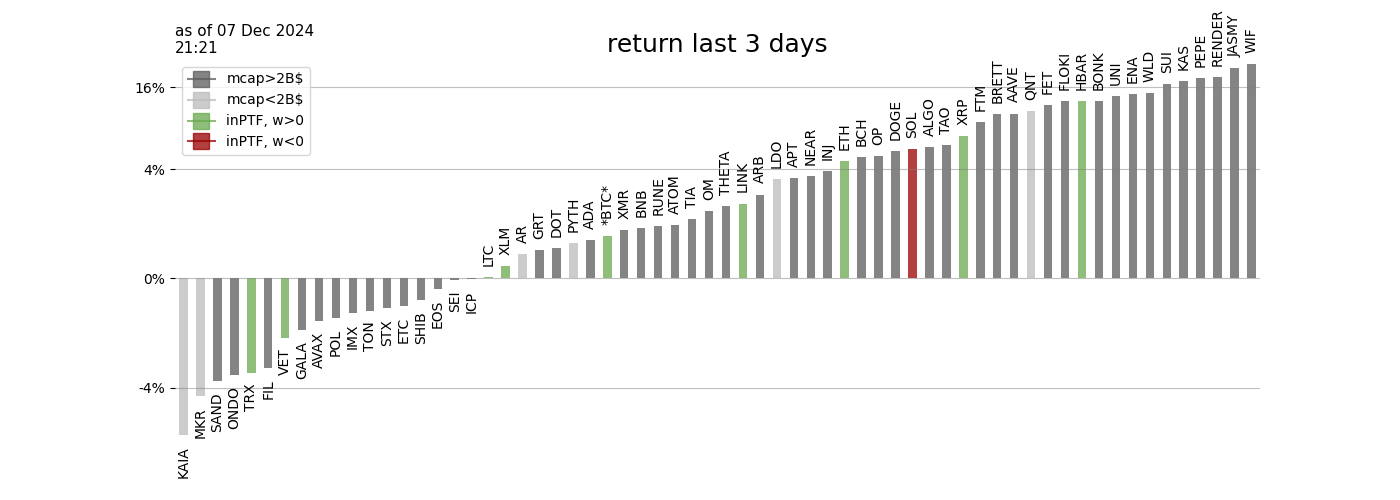 as of 07 Dec 2024
21:21
return last 3 days
mcap>2B$
mcap<2B$
inPTF, w>0
inPTF, w<0
16%
4%
0%
-4%
KAIA
MKR
SAND
ONDO
TRX
FIL
VET
GALA
AVAX
POL
IMX
TON
STX
ETC
SHIB
EOS
SEI
ICP
LTC
XLM
AR
GRT
DOT
PYTH
ADA
*BTC*
XMR
BNB
RUNE
ATOM
TIA
OM
THETA
LINK
ARB
LDO
APT
NEAR
INJ
ETH
BCH
OP
DOGE
SOL
ALGO
TAO
XRP
FTM
BRETT
AAVE
QNT
FET
FLOKI
HBAR
BONK
UNI
ENA
WLD
SUI
KAS
PEPE
RENDER
JASMY
WIF